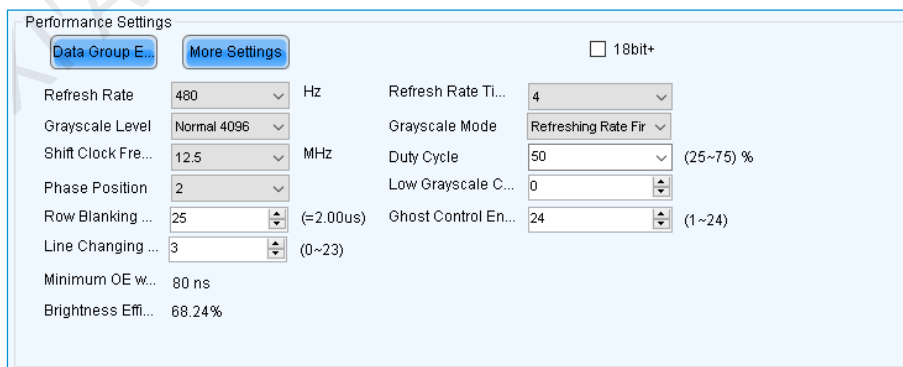 Performance Settings
Data Group E... More Settings 18bit+
Refresh Rate 480 Hz Refresh Rate Ti... 4
Grayscale Level Normal 4096 Grayscale Mode Refreshing Rate Fir
Shift Clock Fre... 12.5 MHz Duty Cycle 50 (25~75) %
Phase Position 2 Low Grayscale C... 0
Row Blanking ... 25 (=2.00us) Ghost Control En... 24 (1~24)
Line Changing ... 3 (0~23)
Minimum OE w... 80 ns
Brightness Effi... 68.24%